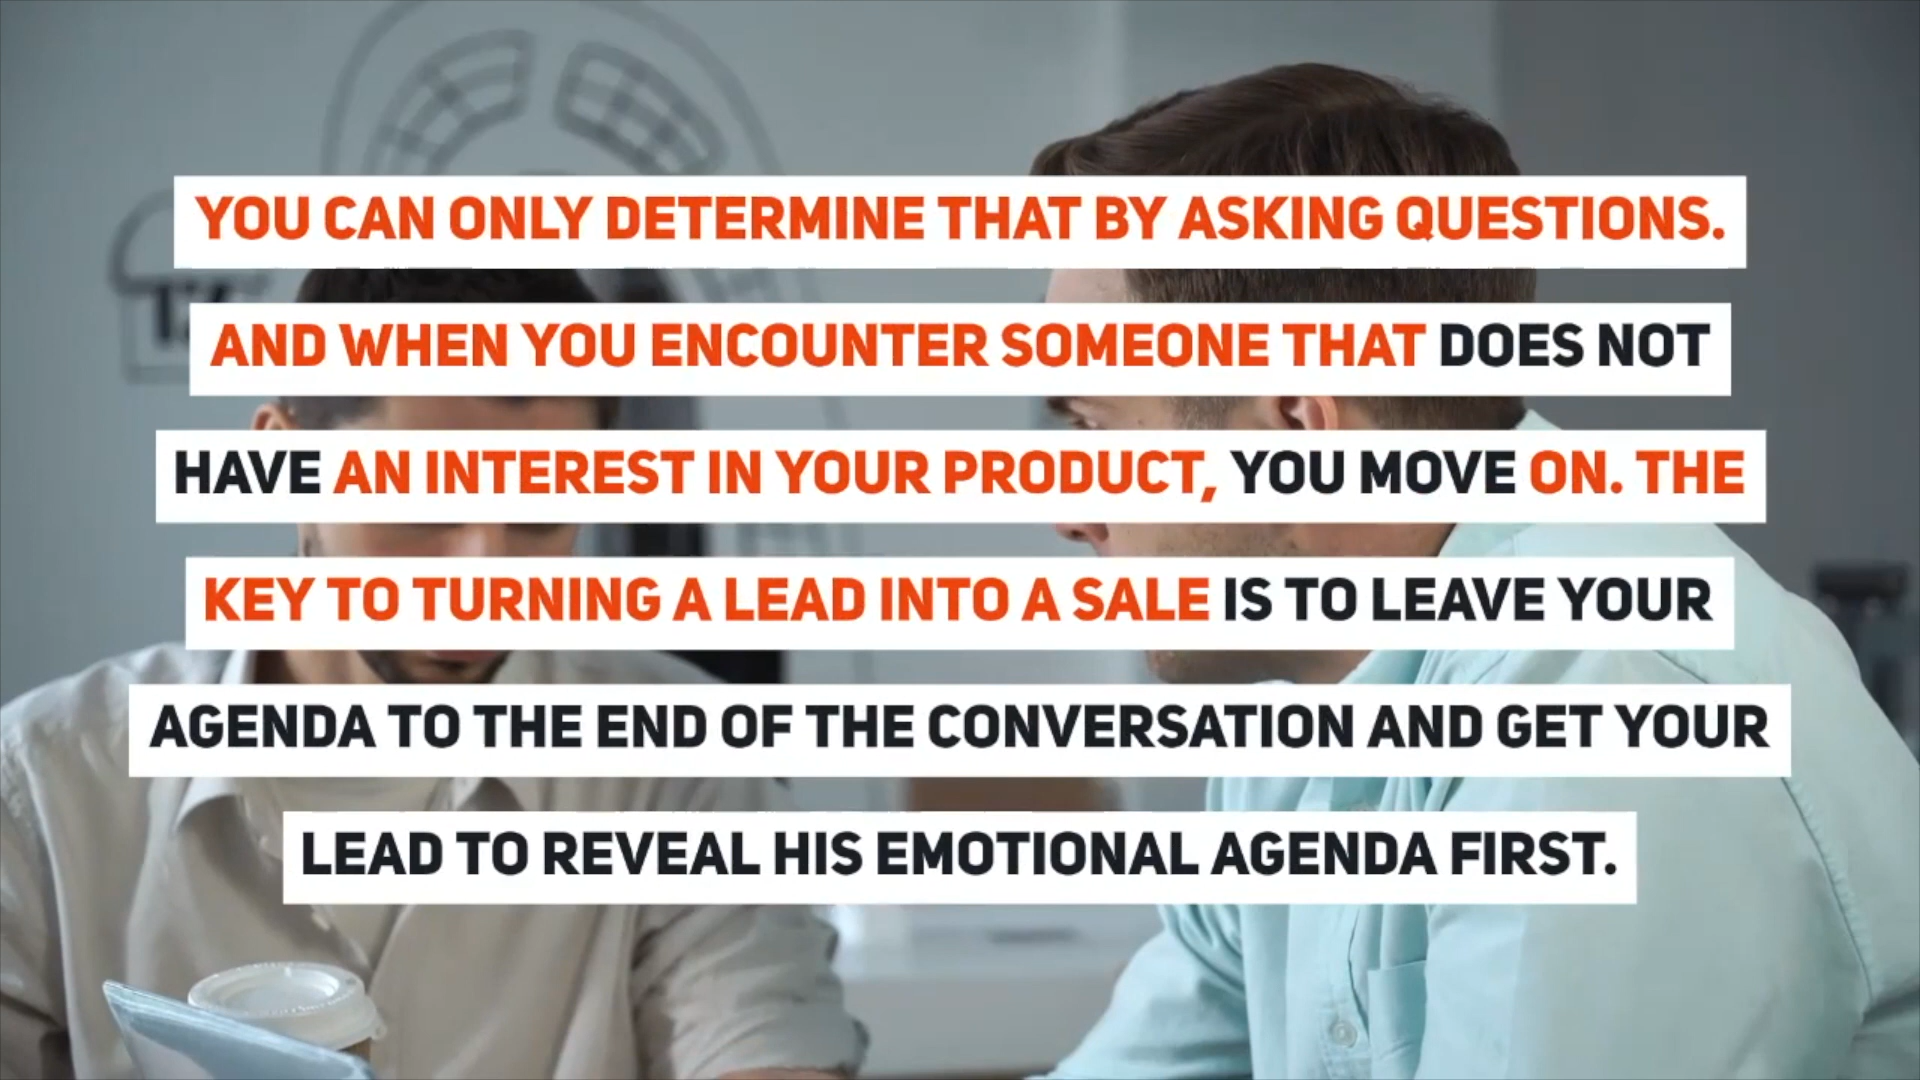 YOU CAN ONLY DETERMINE THAT BY ASKING QUESTIONS.
AND WHEN YOU ENCOUNTER SOMEONE THAT DOES NOT
HAVE AN INTEREST IN YOUR PRODUCT, YOU MOVE ON. THE
KEY TO TURNING A LEAD INTO A SALE IS TO LEAVE YOUR
AGENDA TO THE END OF THE CONVERSATION AND GET YOUR
LEAD TO REVEAL HIS EMOTIONAL AGENDA FIRST.